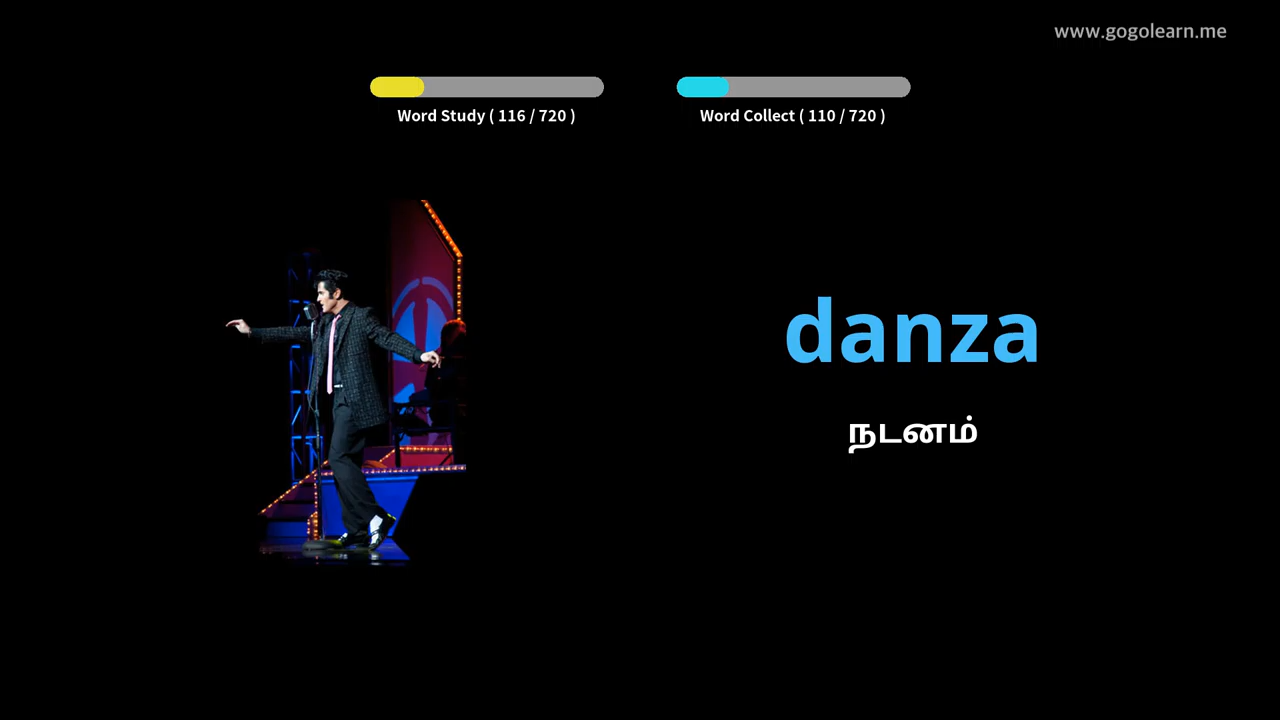 www.gogolearn.me
Word Study ( 116 / 720 )
Word Collect ( 110 / 720 )
danza
நடனம்